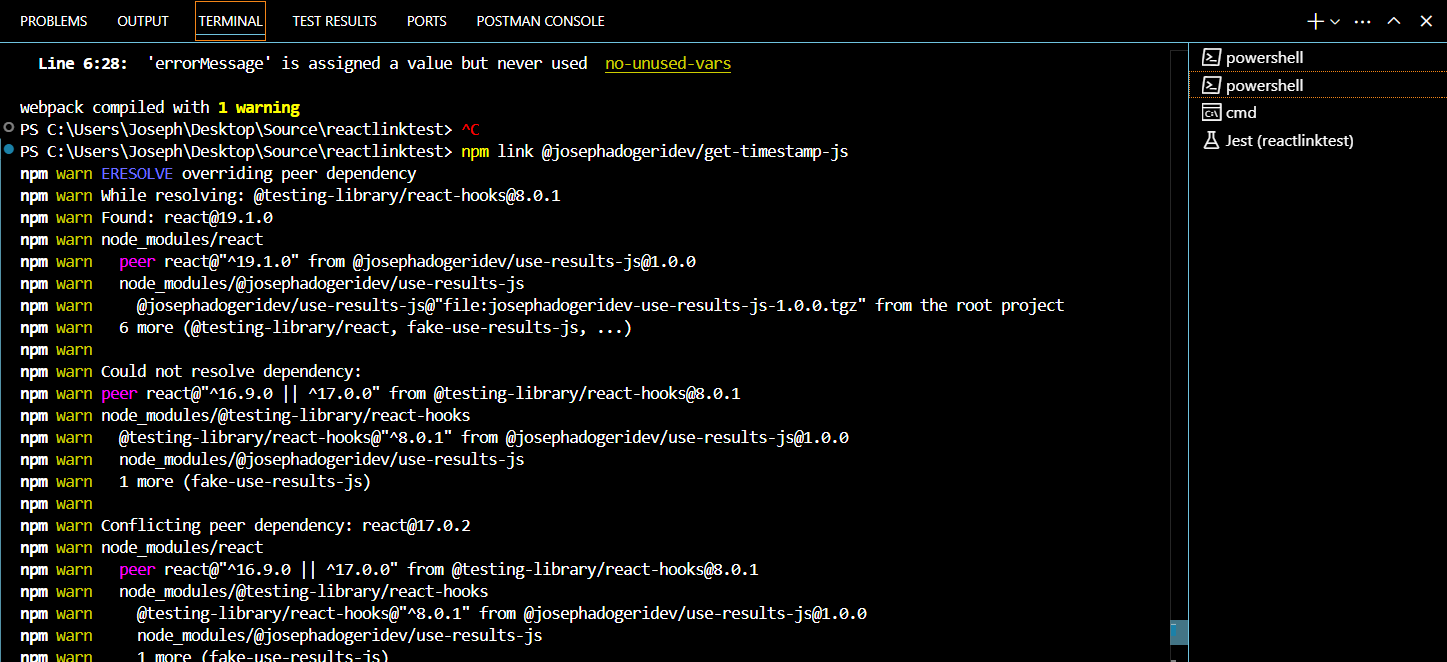 PROBLEMS OUTPUT TERMINAL TEST RESULTS PORTS POSTMAN CONSOLE
Line 6:28: 'errorMessage' is assigned a value but never used no-unused-vars
webpack compiled with 1 warning
PS C:\Users\Joseph\Desktop\Source\reactlinktest> ^C
PS C:\Users\Joseph\Desktop\Source\reactlinktest> npm link @josephadogeridev/get-timestamp-js
npm warn ERESOLVE overriding peer dependency
npm warn While resolving: @testing-library/react-hooks@8.0.1
npm warn Found: react@19.1.0
npm warn node_modules/react
npm warn   peer react@"^19.1.0" from @josephadogeridev/use-results-js@1.0.0
npm warn   node_modules/@josephadogeridev/use-results-js
npm warn     @josephadogeridev/use-results-js@"file:josephadogeridev-use-results-js-1.0.0.tgz" from the root project
npm warn   6 more (@testing-library/react, fake-use-results-js, ...)
npm warn
npm warn Could not resolve dependency:
npm warn peer react@"^16.9.0 || ^17.0.0" from @testing-library/react-hooks@8.0.1
npm warn node_modules/@testing-library/react-hooks
npm warn   @testing-library/react-hooks@"^8.0.1" from @josephadogeridev/use-results-js@1.0.0
npm warn   node_modules/@josephadogeridev/use-results-js
npm warn   1 more (fake-use-results-js)
npm warn
npm warn Conflicting peer dependency: react@17.0.2
npm warn node_modules/react
npm warn   peer react@"^16.9.0 || ^17.0.0" from @testing-library/react-hooks@8.0.1
npm warn   node_modules/@testing-library/react-hooks
npm warn     @testing-library/react-hooks@"^8.0.1" from @josephadogeridev/use-results-js@1.0.0
npm warn     node_modules/@josephadogeridev/use-results-js
npm warn     1 more (fake-use-results-js)
powershell
powershell
cmd
Jest (reactlinktest)